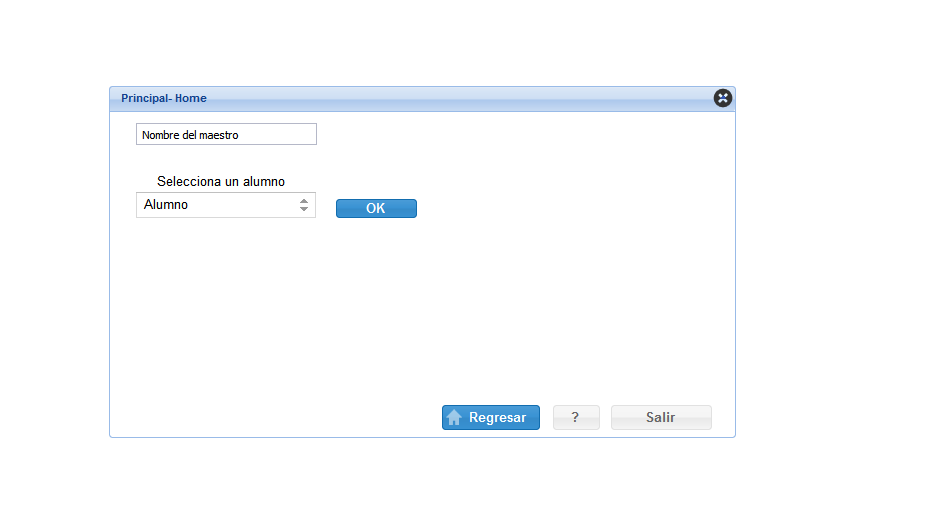 Principal- Home
Nombre del maestro
Selecciona un alumno
Alumno
OK
Regresar
?
Salir